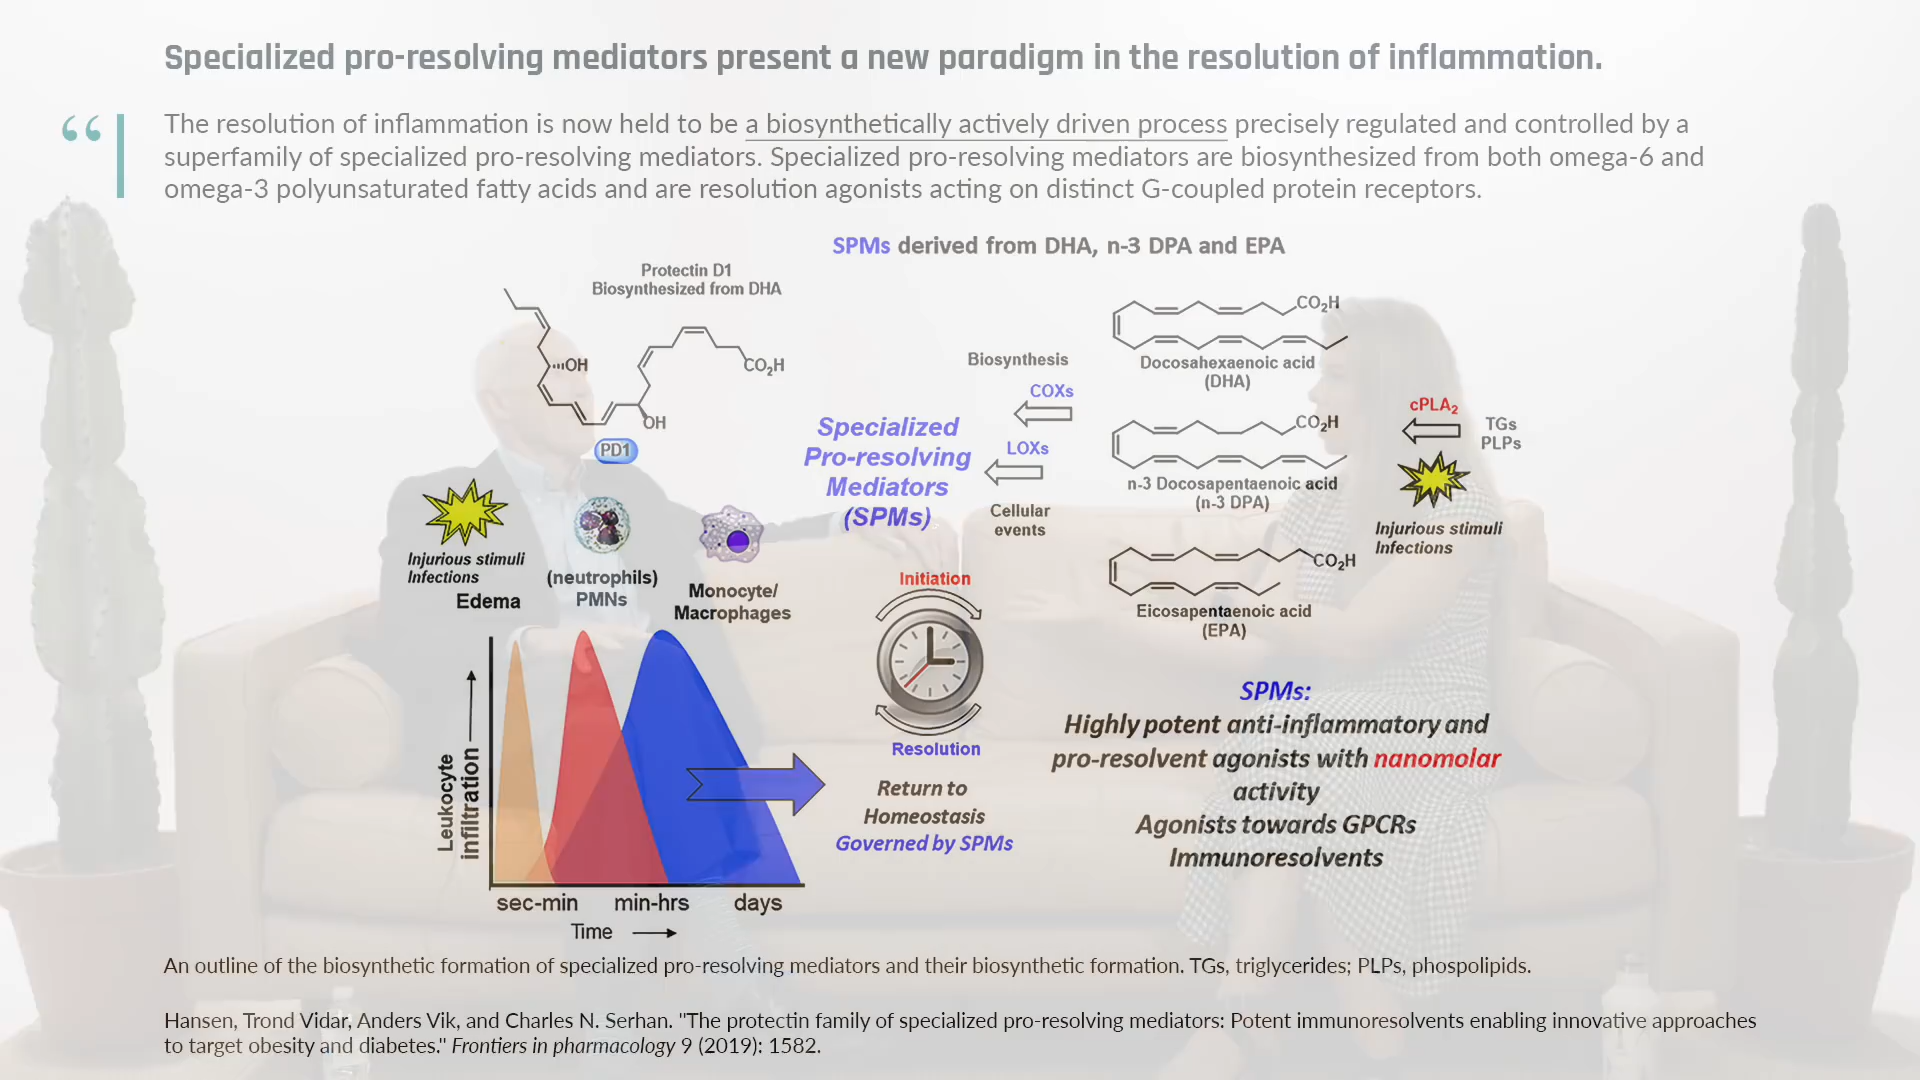 Specialized pro-resolving mediators present a new paradigm in the resolution of inflammation.
“
The resolution of inflammation is now held to be a biosynthetically actively driven process precisely regulated and controlled by a
superfamily of specialized pro-resolving mediators. Specialized pro-resolving mediators are biosynthesized from both omega-6 and
omega-3 polyunsaturated fatty acids and are resolution agonists acting on distinct G-coupled protein receptors.
SPMs derived from DHA, n-3 DPA and EPA
Protectin D1
Biosynthesized from DHA
OH
CO₂H
OH
PD1
Injurious stimuli
Infections
Edema
(neutrophils)
PMNs
Monocyte/
Macrophages
Leukocyte
infiltration
sec-min
min-hrs
days
Time
Specialized
Pro-resolving
Mediators
(SPMs)
Biosynthesis
COXs
LOXs
Cellular
events
Initiation
Resolution
Return to
Homeostasis
Governed by SPMs
CO₂H
Docosahexaenoic acid
(DHA)
CO₂H
n-3 Docosapentaenoic acid
(n-3 DPA)
CO₂H
Eicosapentaenoic acid
(EPA)
cPLA₂
TGs
PLPs
Injurious stimuli
Infections
SPMs:
Highly potent anti-inflammatory and
pro-resolvent agonists with nanomolar
activity
Agonists towards GPCRs
Immunoresolvents
An outline of the biosynthetic formation of specialized pro-resolving mediators and their biosynthetic formation. TGs, triglycerides; PLPs, phospolipids.
Hansen, Trond Vidar, Anders Vik, and Charles N. Serhan. "The protectin family of specialized pro-resolving mediators: Potent immunoresolvents enabling innovative approaches
to target obesity and diabetes." Frontiers in pharmacology 9 (2019): 1582.